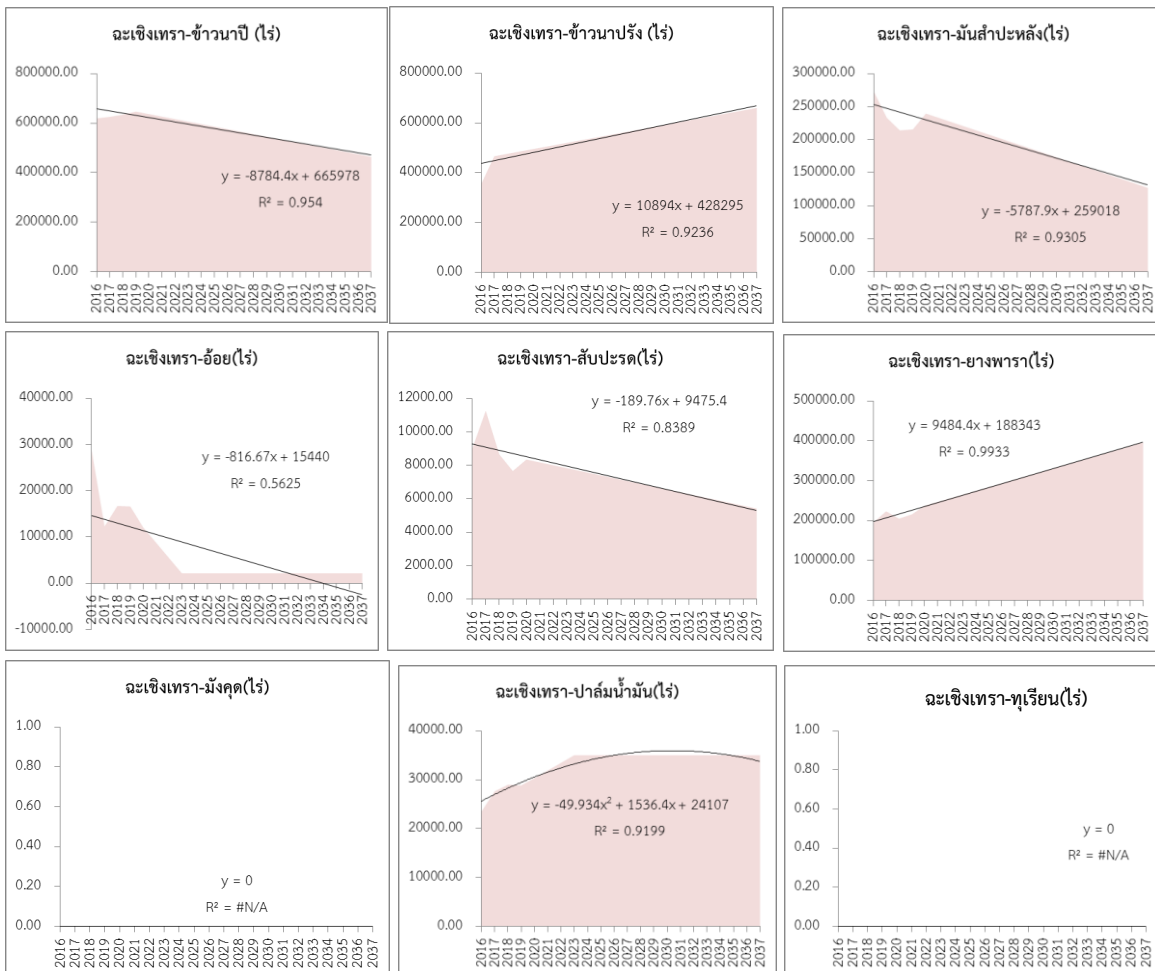 ฉะเชิงเทรา-ข้าวนาปี (ไร่)
800000.00
600000.00
400000.00
200000.00
0.00
y = -8784.4x + 665978
R² = 0.954
2016 2017 2018 2019 2020 2021 2022 2023 2024 2025 2026 2027 2028 2029 2030 2031 2032 2033 2034 2035 2036 2037
ฉะเชิงเทรา-ข้าวนาปรัง (ไร่)
800000.00
600000.00
400000.00
200000.00
0.00
y = 10894x + 428295
R² = 0.9236
2016 2017 2018 2019 2020 2021 2022 2023 2024 2025 2026 2027 2028 2029 2030 2031 2032 2033 2034 2035 2036 2037
ฉะเชิงเทรา-มันสำปะหลัง(ไร่)
300000.00
250000.00
200000.00
150000.00
100000.00
50000.00
0.00
y = -5787.9x + 259018
R² = 0.9305
2016 2017 2018 2019 2020 2021 2022 2023 2024 2025 2026 2027 2028 2029 2030 2031 2032 2033 2034 2035 2036 2037
ฉะเชิงเทรา-อ้อย(ไร่)
40000.00
30000.00
20000.00
10000.00
0.00
-10000.00
y = -816.67x + 15440
R² = 0.5625
2016 2017 2018 2019 2020 2021 2022 2023 2024 2025 2026 2027 2028 2029 2030 2031 2032 2033 2034 2035 2036 2037
ฉะเชิงเทรา-สับปะรด(ไร่)
12000.00
10000.00
8000.00
6000.00
4000.00
2000.00
0.00
y = -189.76x + 9475.4
R² = 0.8389
2016 2017 2018 2019 2020 2021 2022 2023 2024 2025 2026 2027 2028 2029 2030 2031 2032 2033 2034 2035 2036 2037
ฉะเชิงเทรา-ยางพารา(ไร่)
500000.00
400000.00
300000.00
200000.00
100000.00
0.00
y = 9484.4x + 188343
R² = 0.9933
2016 2017 2018 2019 2020 2021 2022 2023 2024 2025 2026 2027 2028 2029 2030 2031 2032 2033 2034 2035 2036 2037
ฉะเชิงเทรา-มังคุด(ไร่)
1.00
0.80
0.60
0.40
0.20
0.00
y = 0
R² = #N/A
2016 2017 2018 2019 2020 2021 2022 2023 2024 2025 2026 2027 2028 2029 2030 2031 2032 2033 2034 2035 2036 2037
ฉะเชิงเทรา-ปาล์มน้ำมัน(ไร่)
40000.00
30000.00
20000.00
10000.00
0.00
y = -49.934x² + 1536.4x + 24107
R² = 0.9199
2016 2017 2018 2019 2020 2021 2022 2023 2024 2025 2026 2027 2028 2029 2030 2031 2032 2033 2034 2035 2036 2037
ฉะเชิงเทรา-ทุเรียน(ไร่)
1.00
0.80
0.60
0.40
0.20
0.00
y = 0
R² = #N/A
2016 2017 2018 2019 2020 2021 2022 2023 2024 2025 2026 2027 2028 2029 2030 2031 2032 2033 2034 2035 2036 2037